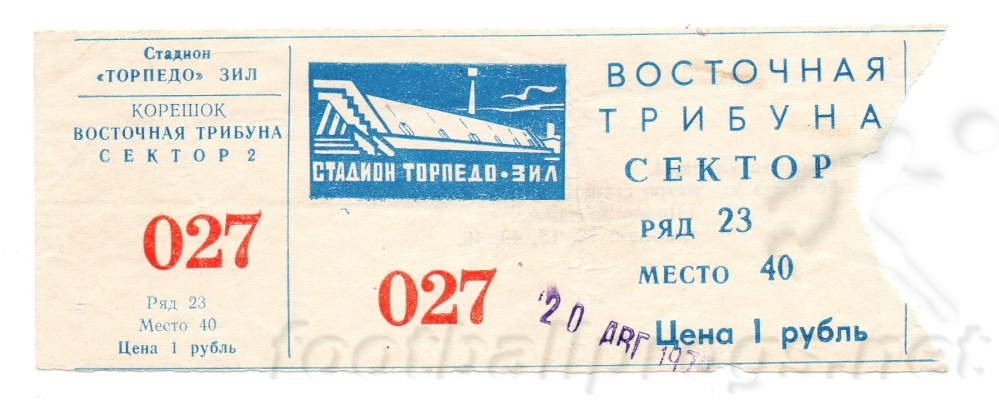 Стадион
«ТОРПЕДО» ЗИЛ
КОРЕШОК
ВОСТОЧНАЯ ТРИБУНА
СЕКТОР 2
027
Ряд 23
Место 40
Цена 1 рубль
СТАДИОН ТОРПЕДО•ЗИЛ
027
20 АВГ
ВОСТОЧНАЯ
ТРИБУНА
СЕКТОР
РЯД 23
МЕСТО 40
Цена 1 рубль